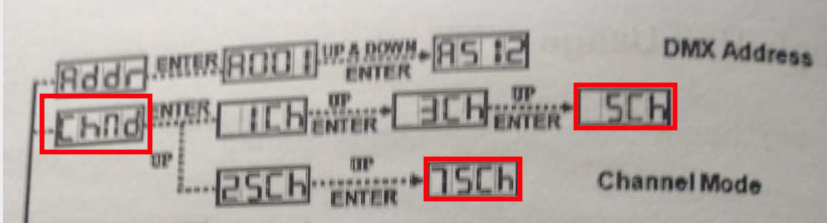 Addr ENTER A001 UP & DOWN ENTER A512 DMX Address
ChMd ENTER 1Ch UP ENTER 3Ch UP ENTER 5Ch
UP 25Ch UP ENTER 75Ch Channel Mode